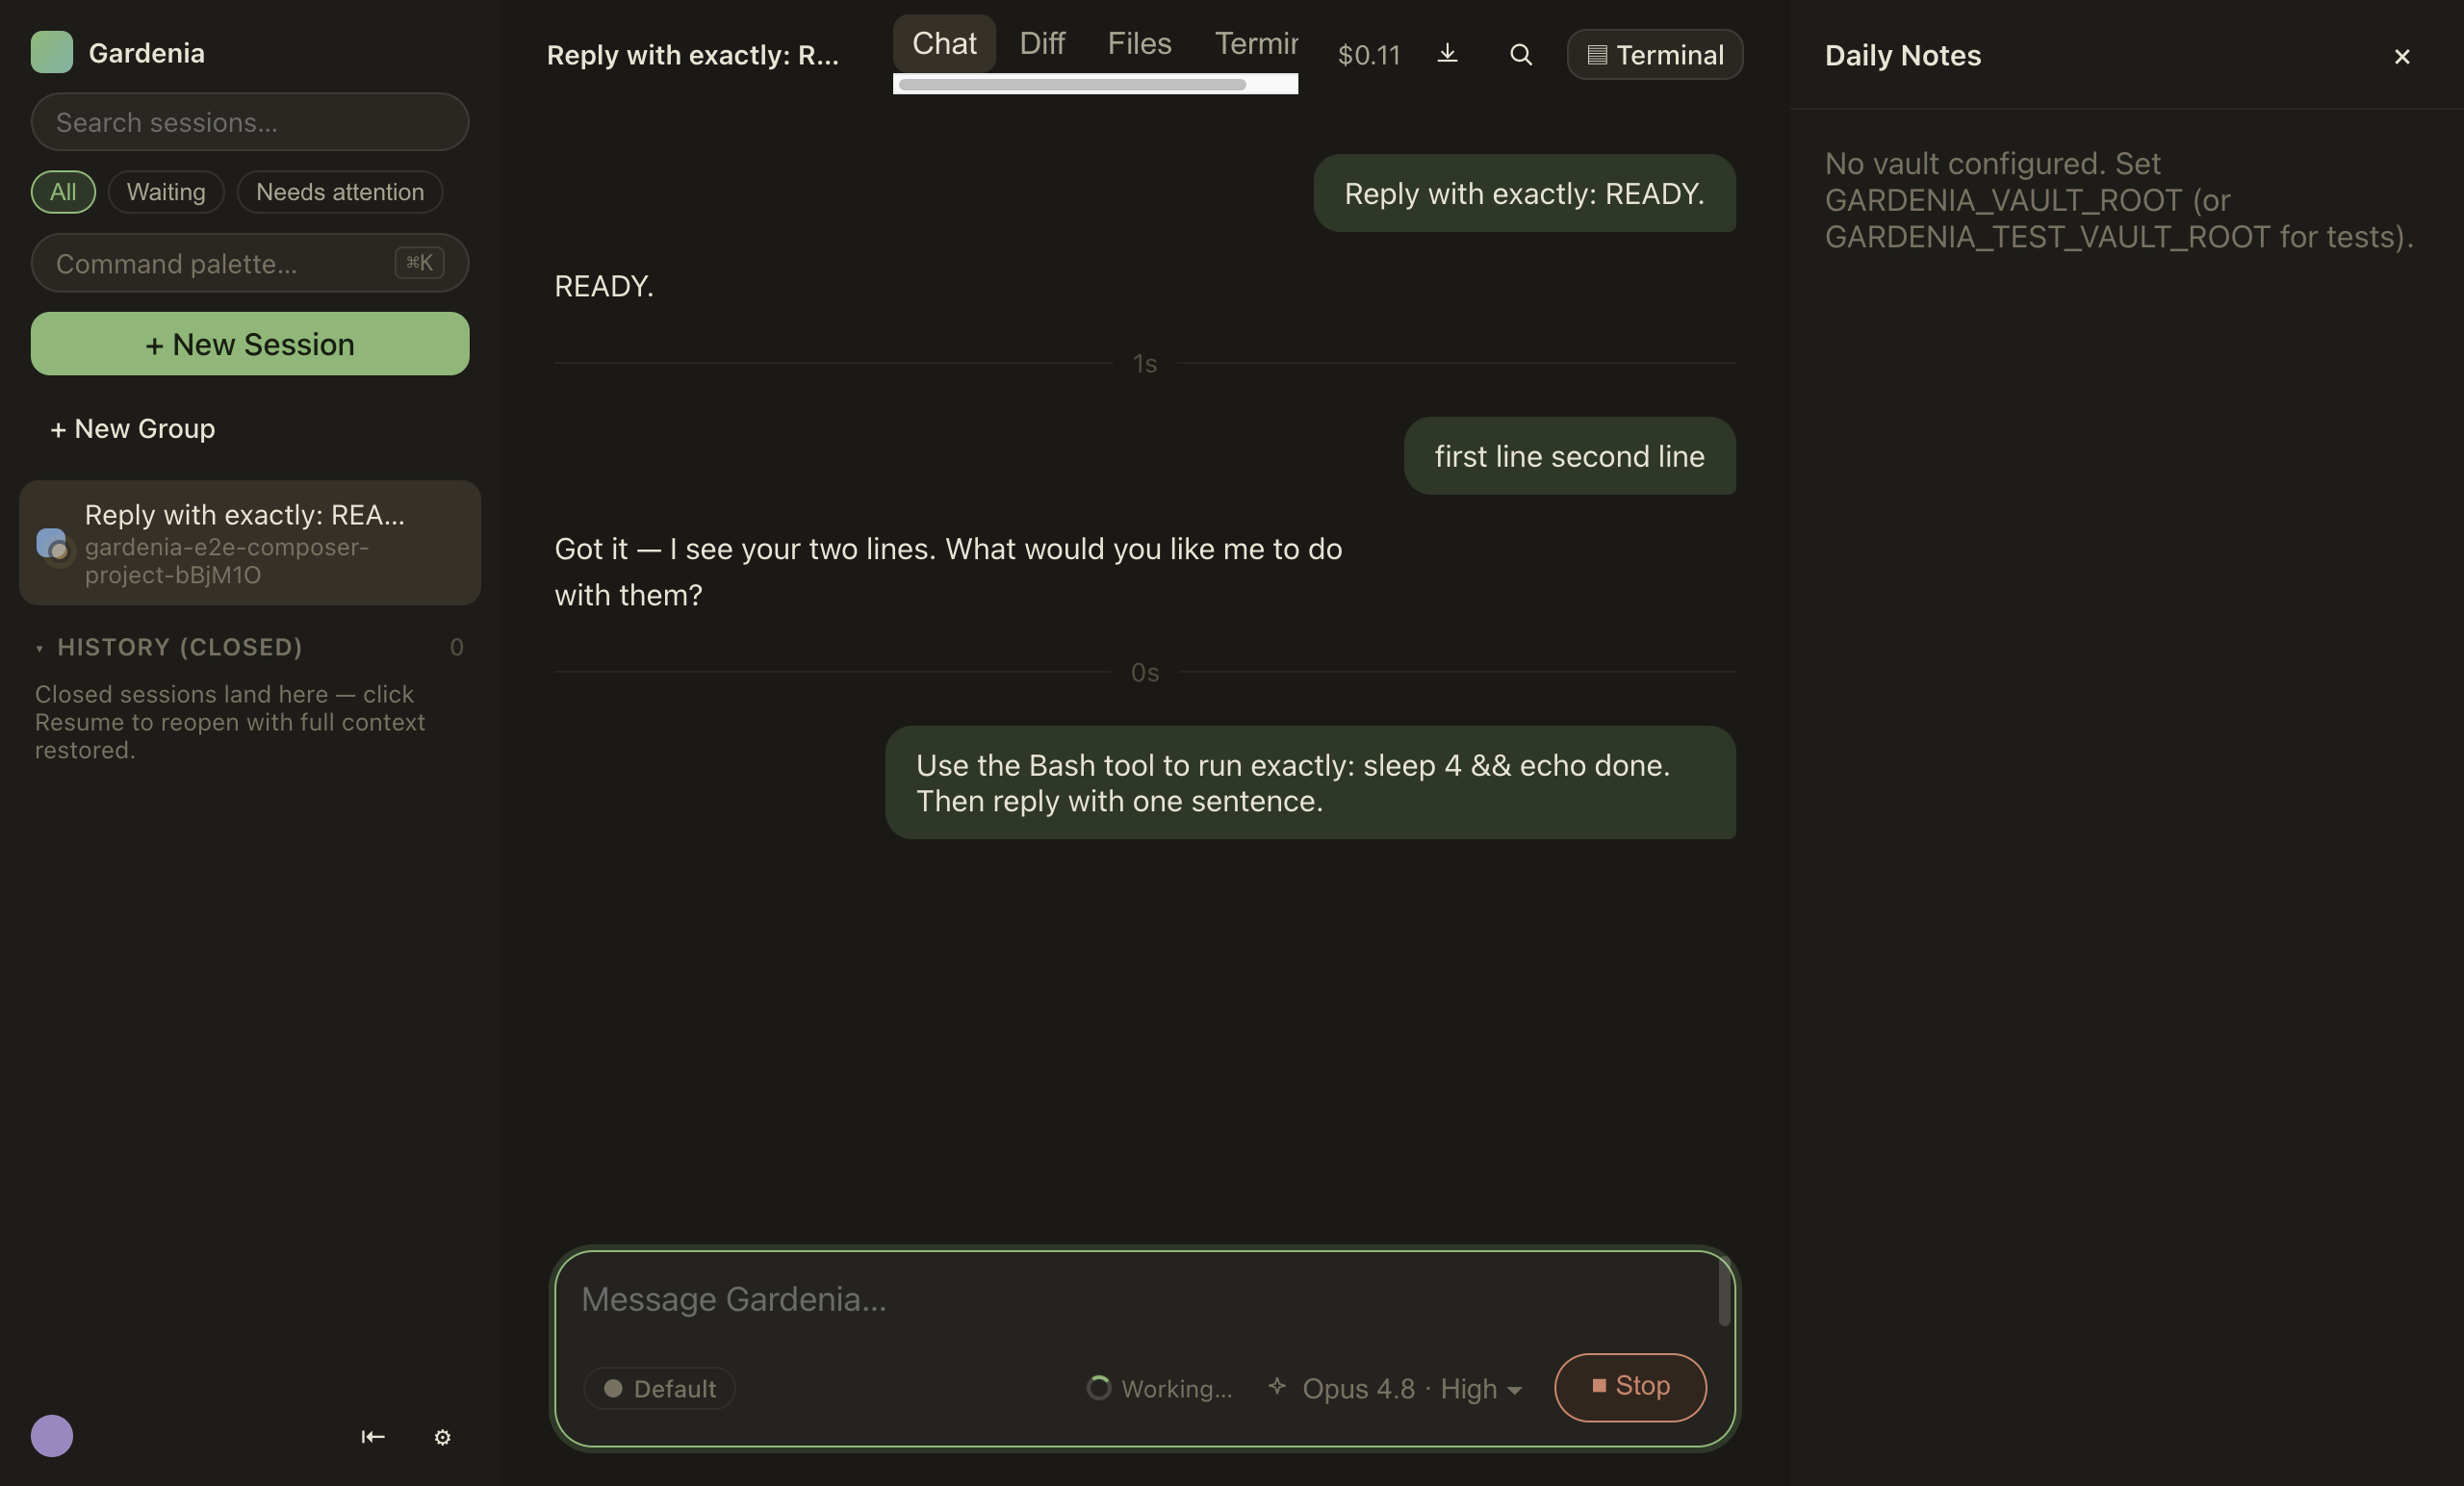 Gardenia
Search sessions...
All
Waiting
Needs attention
Command palette...
⌘K
+ New Session
+ New Group
Reply with exactly: REA...
gardenia-e2e-composer-
project-bBjM1O
HISTORY (CLOSED)
0
Closed sessions land here — click
Resume to reopen with full context
restored.
Reply with exactly: R...
Chat
Diff
Files
Termin
$0.11
Terminal
Reply with exactly: READY.
READY.
1s
first line second line
Got it — I see your two lines. What would you like me to do
with them?
0s
Use the Bash tool to run exactly: sleep 4 && echo done.
Then reply with one sentence.
Message Gardenia...
Default
Working...
Opus 4.8 · High
Stop
Daily Notes
No vault configured. Set
GARDENIA_VAULT_ROOT (or
GARDENIA_TEST_VAULT_ROOT for tests).